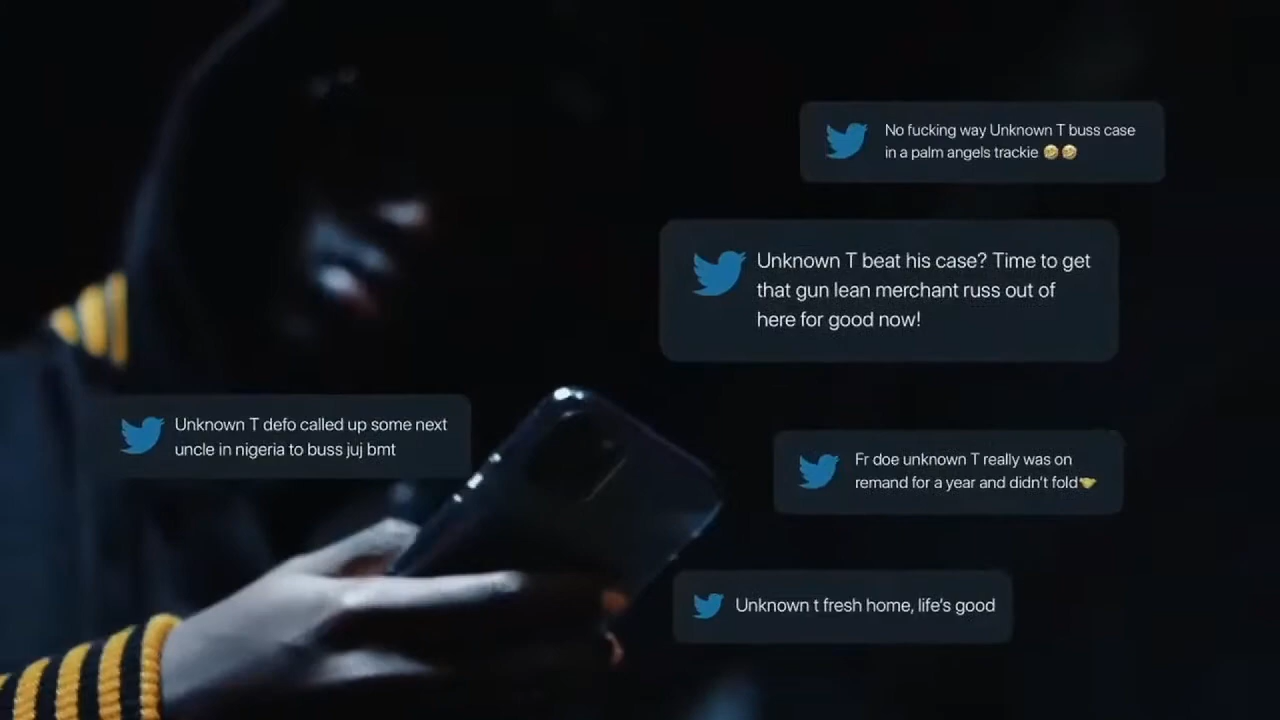 No fucking way Unknown T buss case
in a palm angels trackie 🤣🤣
Unknown T beat his case? Time to get
that gun lean merchant russ out of
here for good now!
Unknown T defo called up some next
uncle in nigeria to buss juj bmt
Fr doe unknown T really was on
remand for a year and didn't fold🤝
Unknown t fresh home, life's good